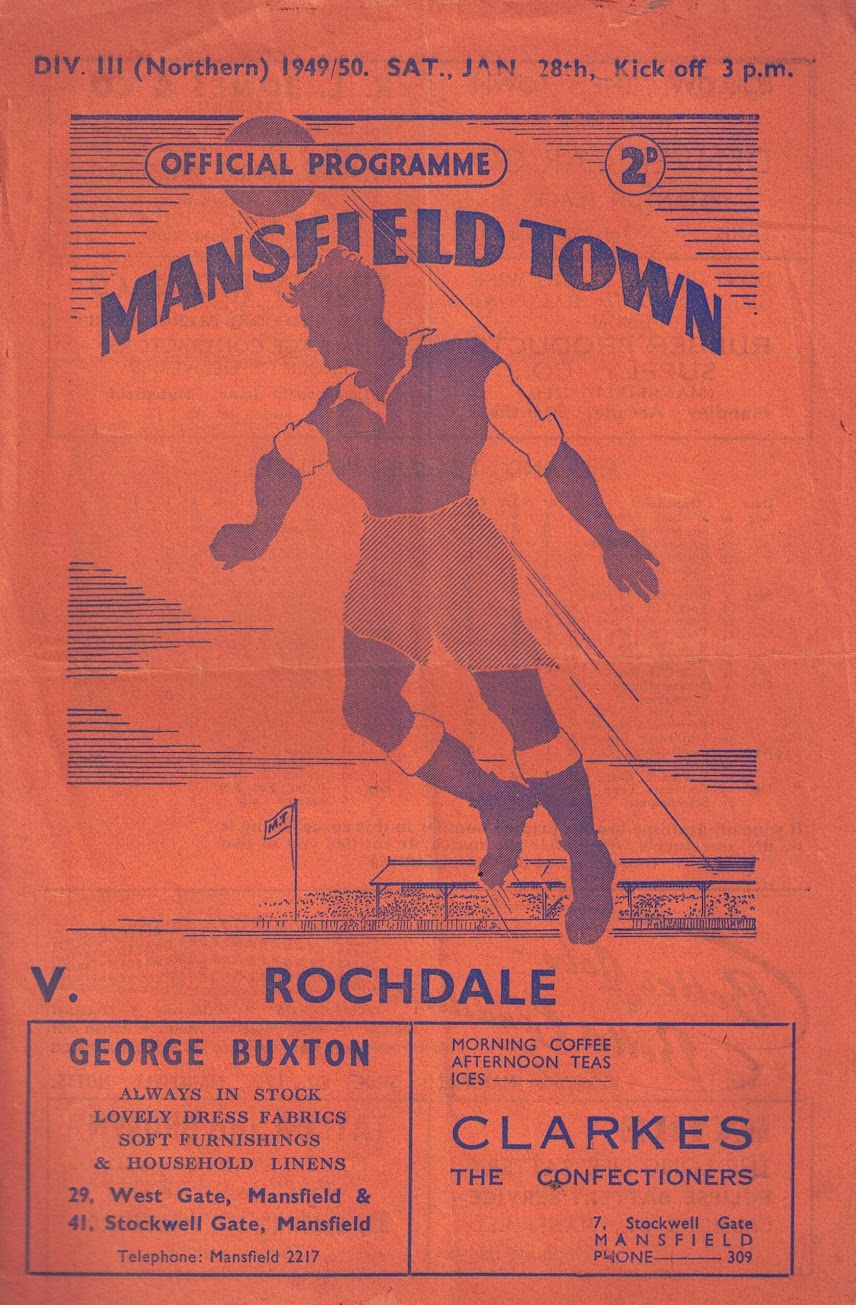 DIV. III (Northern) 1949/50. SAT., JAN. 28th, Kick off 3 p.m.
OFFICIAL PROGRAMME
2D
MANSFIELD TOWN
M.T
V. ROCHDALE
GEORGE BUXTON
ALWAYS IN STOCK
LOVELY DRESS FABRICS
SOFT FURNISHINGS
& HOUSEHOLD LINENS
29, West Gate, Mansfield &
41, Stockwell Gate, Mansfield
Telephone: Mansfield 2217
MORNING COFFEE
AFTERNOON TEAS
ICES
CLARKES
THE CONFECTIONERS
7, Stockwell Gate
MANSFIELD
PHONE 309